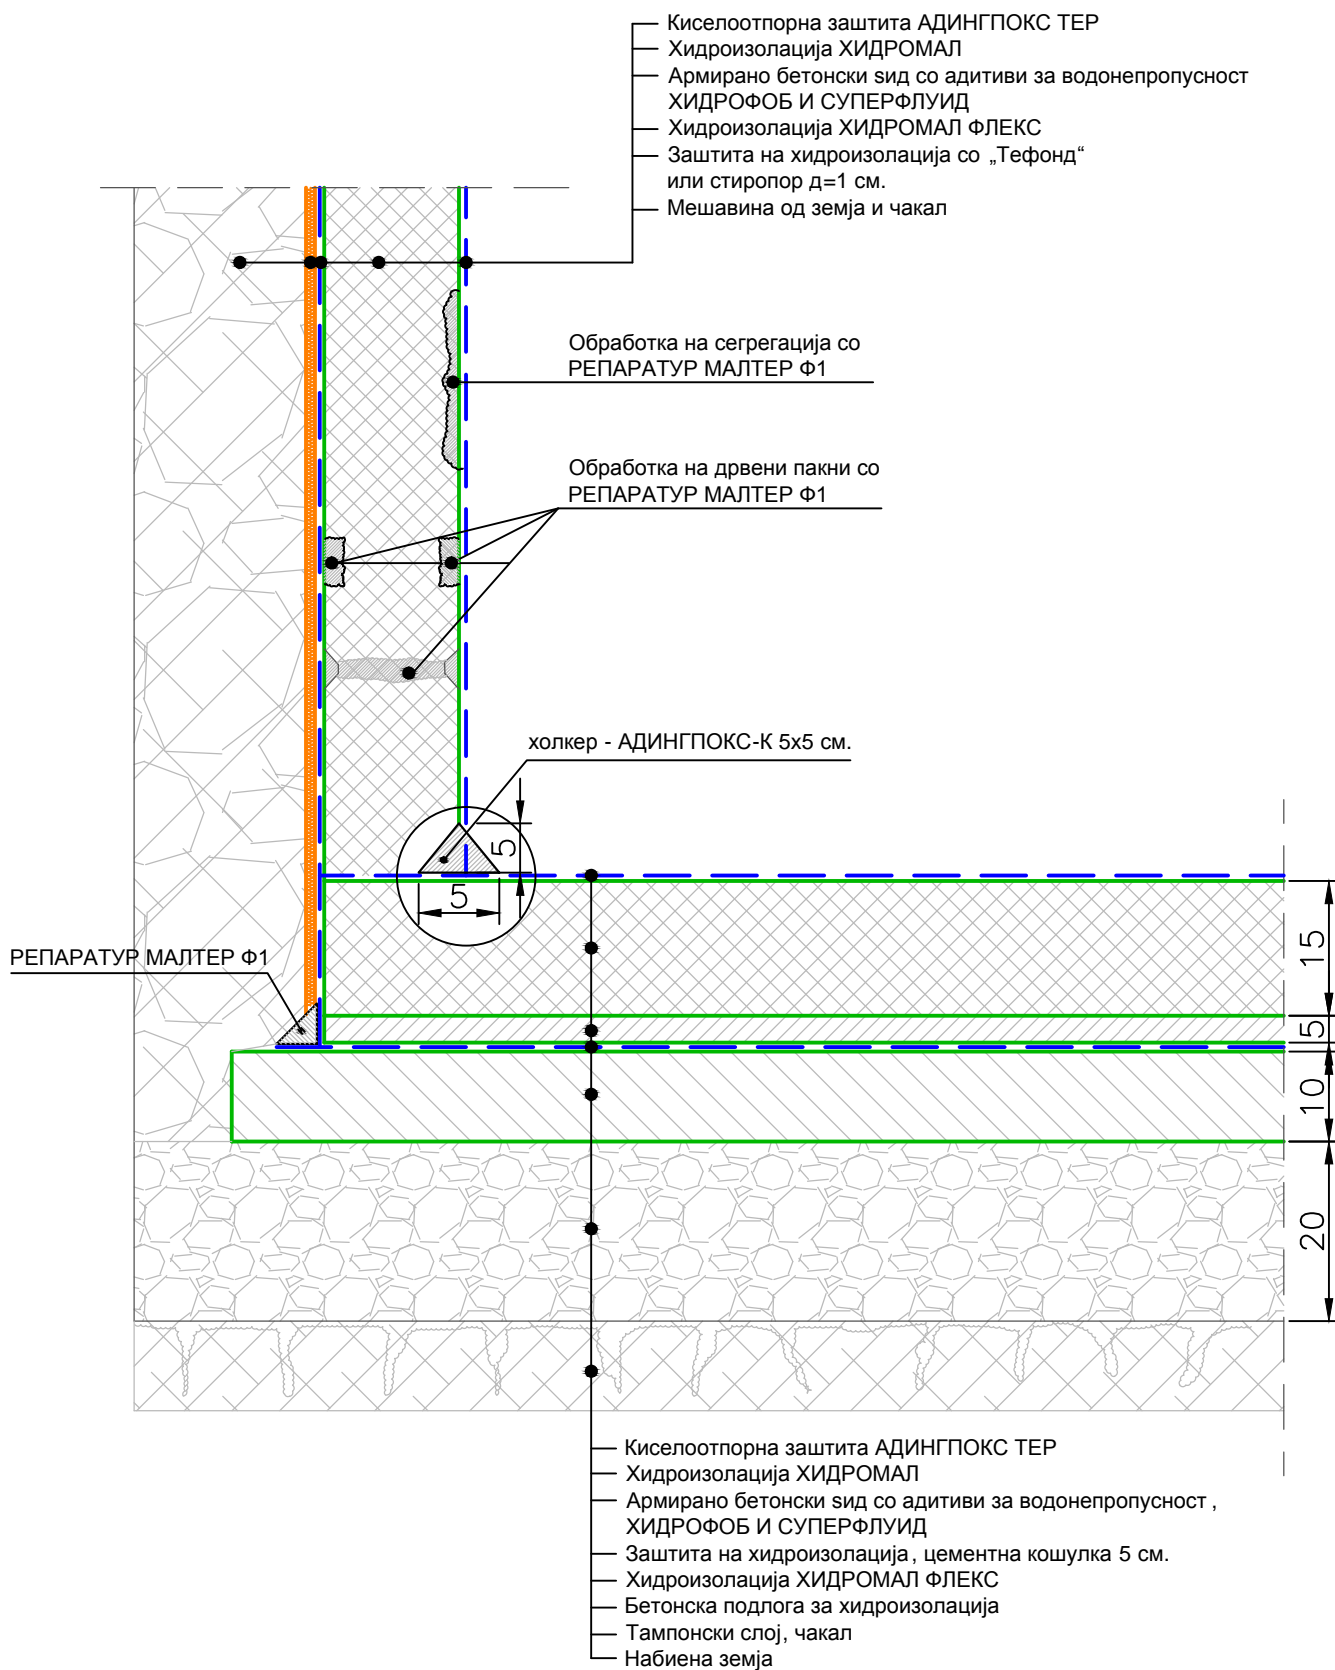 Киселоотпорна заштита АДИНГПОКС ТЕР
Хидроизолација ХИДРОМАЛ
Армирано бетонски ѕид со адитиви за водонепропусност
ХИДРОФОБ И СУПЕРФЛУИД
Хидроизолација ХИДРОМАЛ ФЛЕКС
Заштита на хидроизолација со „Тефонд“
или стиропор д=1 см.
Мешавина од земја и чакал
Обработка на сегрегација со
РЕПАРАТУР МАЛТЕР Ф1
Обработка на дрвени пакни со
РЕПАРАТУР МАЛТЕР Ф1
холкер - АДИНГПОКС-К 5х5 см.
5
5
РЕПАРАТУР МАЛТЕР Ф1
15
5
10
20
Киселоотпорна заштита АДИНГПОКС ТЕР
Хидроизолација ХИДРОМАЛ
Армирано бетонски ѕид со адитиви за водонепропусност ,
ХИДРОФОБ И СУПЕРФЛУИД
Заштита на хидроизолација, цементна кошулка 5 см.
Хидроизолација ХИДРОМАЛ ФЛЕКС
Бетонска подлога за хидроизолација
Тампонски слој, чакал
Набиена земја